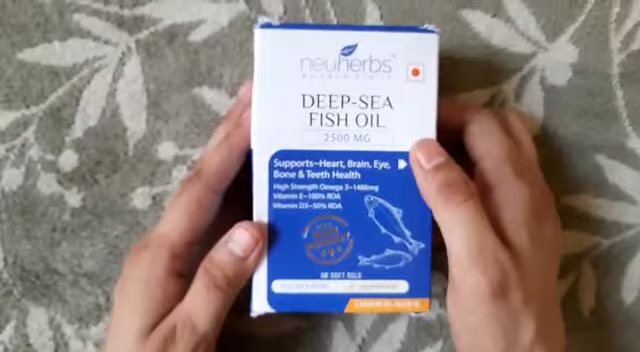 neuherbs
DEEP-SEA
FISH OIL
2500 MG
Supports~Heart, Brain, Eye,
Bone & Teeth Health
High Strength Omega 3~1486mg
Vitamin E~100% RDA
Vitamin D3~50% RDA
60 SOFT GELS